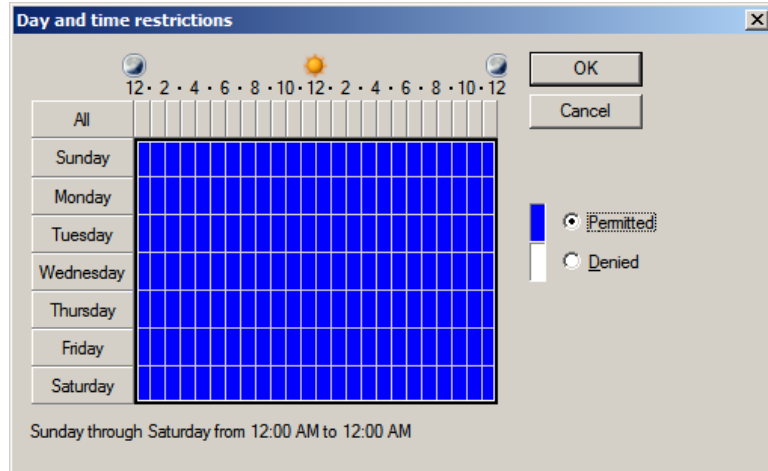 Day and time restrictions
12 · 2 · 4 · 6 · 8 · 10 · 12 · 2 · 4 · 6 · 8 · 10 · 12
OK
Cancel
All
Sunday
Monday
Tuesday
Wednesday
Thursday
Friday
Saturday
Permitted
Denied
Sunday through Saturday from 12:00 AM to 12:00 AM